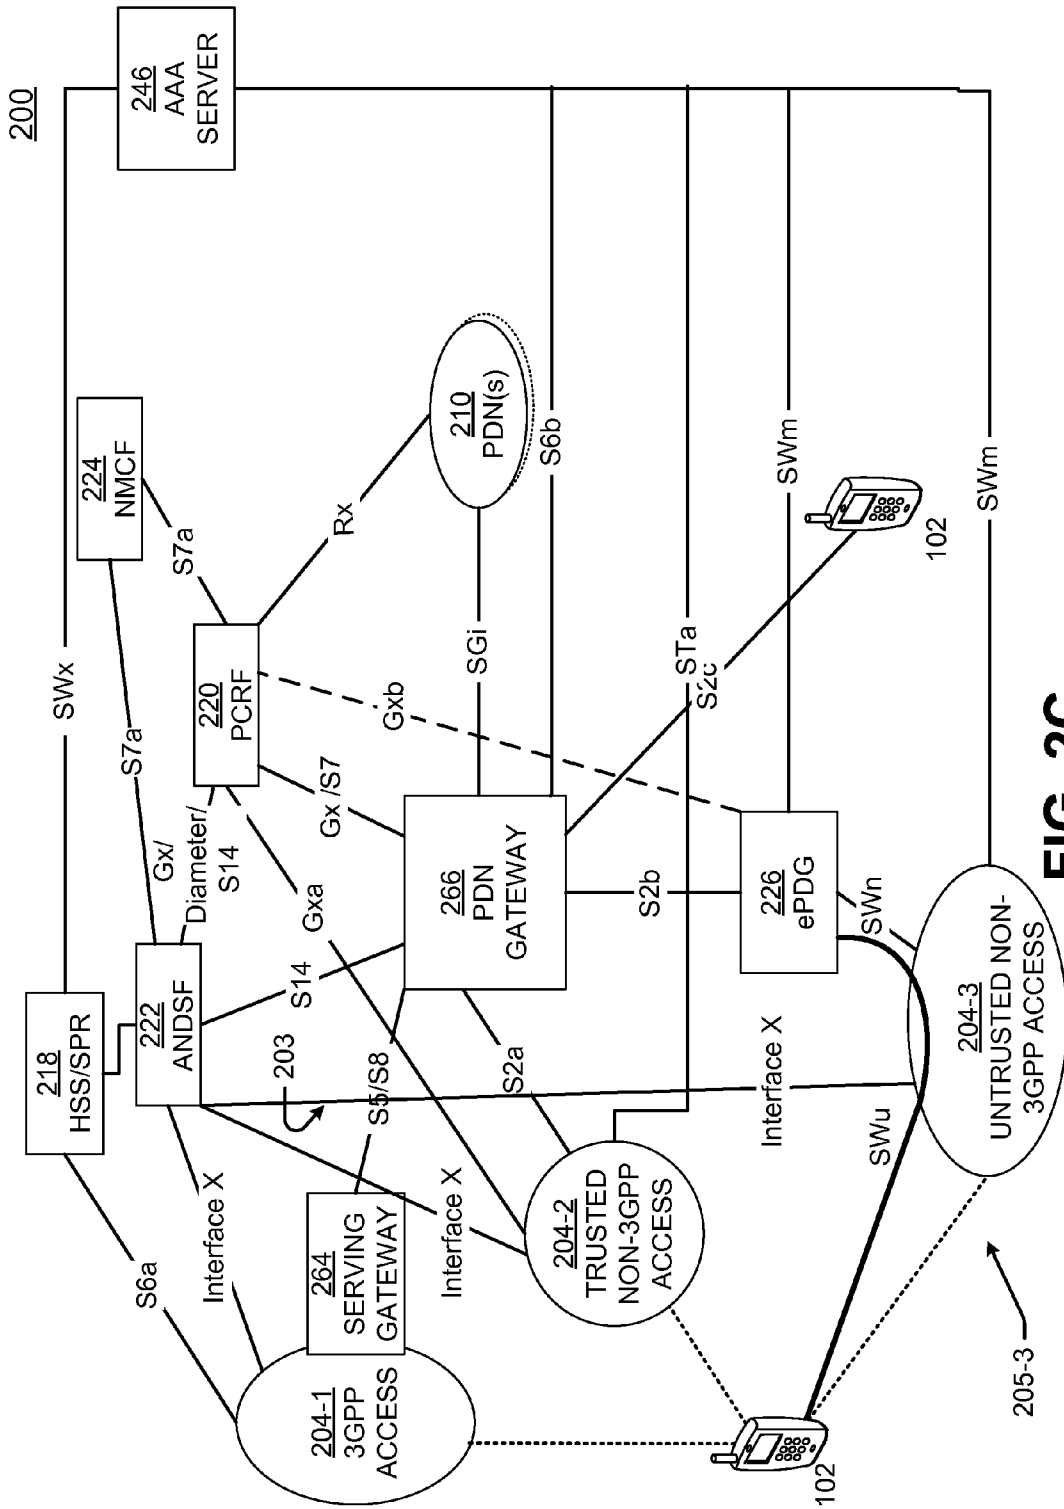 200
246
AAA
SERVER
SWx
224
NMCF
S7a
S7a
218
HSS/SPR
222
ANDSF
Gx/
Diameter/
S14
220
PCRF
Rx
210
PDN(s)
SGi
S6b
Gxb
Gx /S7
Gxa
S14
203
S6a
Interface X
Interface X
Interface X
S5/S8
S2a
266
PDN
GATEWAY
264
SERVING
GATEWAY
204-1
3GPP
ACCESS
204-2
TRUSTED
NON-3GPP
ACCESS
STa
S2c
S2b
226
ePDG
SWm
SWm
SWn
SWu
102
102
204-3
UNTRUSTED NON-
3GPP ACCESS
205-3
FIG. 2C